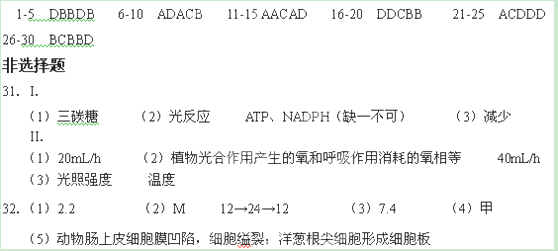 1-5 DBBDB 6-10 ADACB 11-15 AACAD 16-20 DDCBB 21-25 ACDDD
26-30 BCBBD
非选择题
31. I.
（1）三碳糖 （2）光反应 ATP、NADPH（缺一不可） （3）减少
II.
（1）20mL/h （2）植物光合作用产生的氧和呼吸作用消耗的氧相等 40mL/h
（3）光照强度 温度
32.（1）2.2 （2）M 12→24→12 （3）7.4 （4）甲
（5）动物肠上皮细胞膜凹陷，细胞缢裂；洋葱根尖细胞形成细胞板